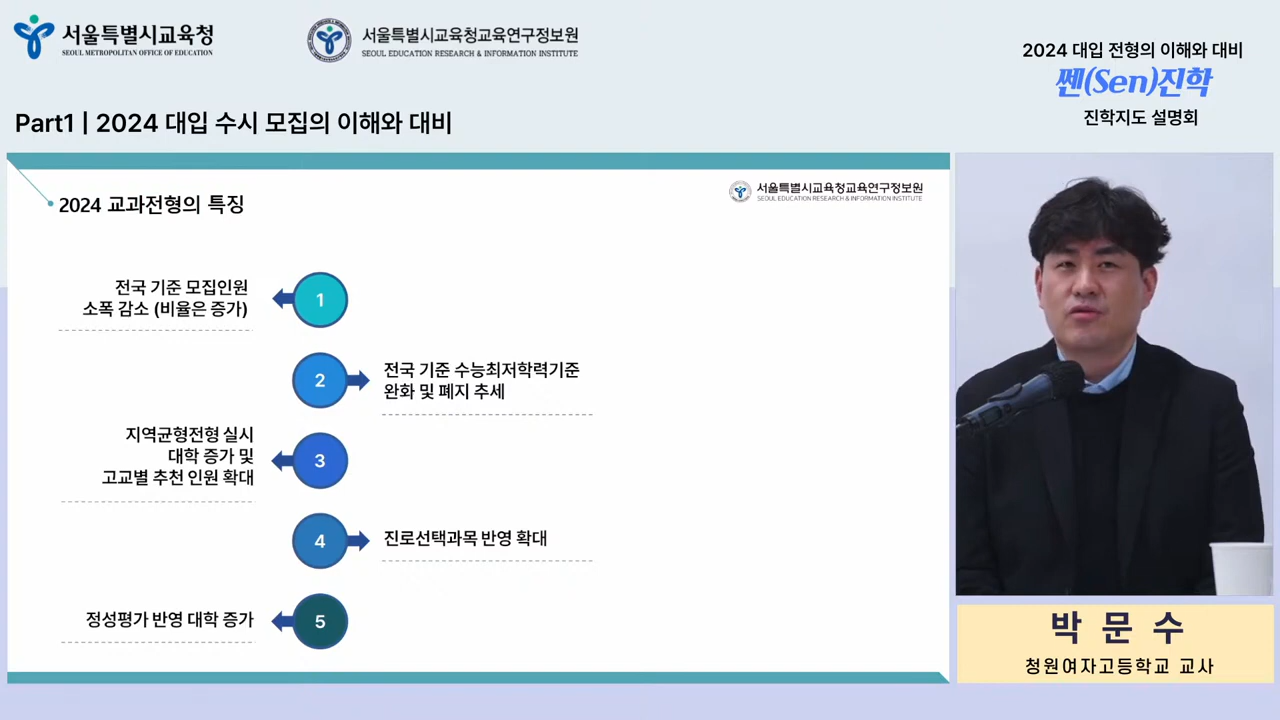 서울특별시교육청
SEOUL METROPOLITAN OFFICE OF EDUCATION
서울특별시교육청교육연구정보원
SEOUL EDUCATION RESEARCH & INFORMATION INSTITUTE
2024 대입 전형의 이해와 대비
쎈(Sen)진학
진학지도 설명회
Part1 | 2024 대입 수시 모집의 이해와 대비
2024 교과전형의 특징
서울특별시교육청교육연구정보원
SEOUL EDUCATION RESEARCH & INFORMATION INSTITUTE
전국 기준 모집인원
소폭 감소 (비율은 증가)
1
2
전국 기준 수능최저학력기준
완화 및 폐지 추세
지역균형전형 실시
대학 증가 및
고교별 추천 인원 확대
3
4
진로선택과목 반영 확대
정성평가 반영 대학 증가
5
박 문 수
청원여자고등학교 교사